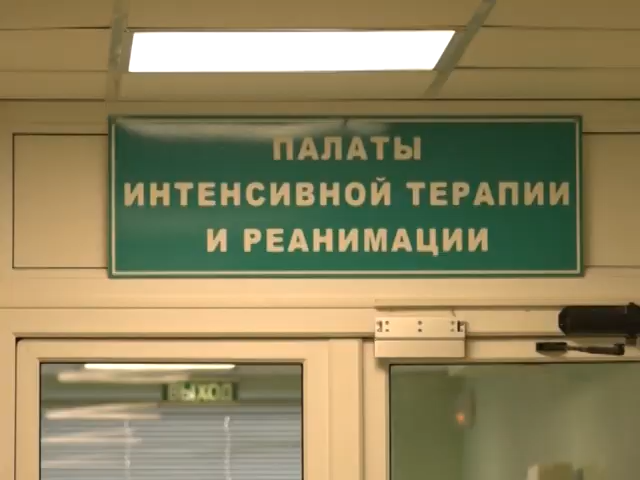 ПАЛАТЫ
ИНТЕНСИВНОЙ ТЕРАПИИ
И РЕАНИМАЦИИ
ВЫХОД